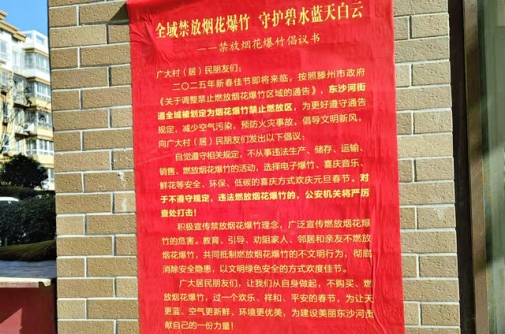 全域禁放烟花爆竹 守护碧水蓝天白云
——禁放烟花爆竹倡议书
广大村（居）民朋友们：
二〇二五年新春佳节即将来临，按照滕州市政府
《关于调整禁止燃放烟花爆竹区域的通告》，东沙河街
道全域被划定为烟花爆竹禁止燃放区，为更好遵守通告
规定，减少空气污染，预防火灾事故，倡导文明新风，
向广大村（居）民朋友们发出以下倡议：
自觉遵守相关规定，不从事违法生产、储存、运输、
销售、燃放烟花爆竹的活动，选择电子爆竹、喜庆音乐、
鲜花等安全、环保、低碳的喜庆方式欢庆元旦春节。对
于不遵守规定，违法燃放烟花爆竹的，公安机关将严厉
查处打击！
积极宣传禁放烟花爆竹理念，广泛宣传燃放烟花爆
竹的危害。教育、引导、劝阻家人、邻居和亲友不燃放
烟花爆竹，共同抵制燃放烟花爆竹的不文明行为，彻底
消除安全隐患，以文明绿色安全的方式欢度佳节。
广大居民朋友们，让我们从自身做起，不购买、燃
放烟花爆竹，过一个欢乐、祥和、平安的春节，为让天
更蓝，空气更新鲜，环境更优美，为建设美丽东沙河贡
献自己的一份力量！